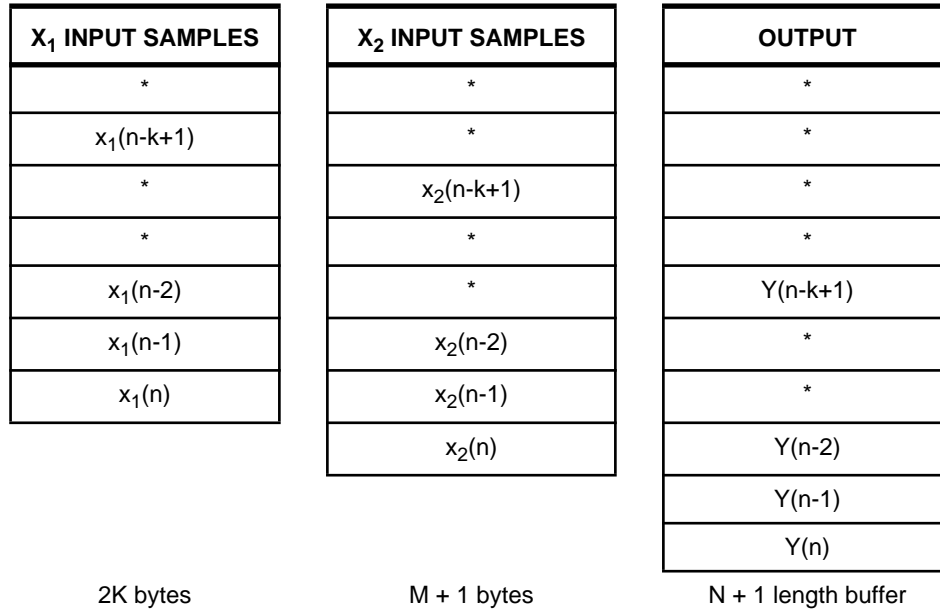 X₁ INPUT SAMPLES
*
x₁(n-k+1)
*
*
x₁(n-2)
x₁(n-1)
x₁(n)
2K bytes
X₂ INPUT SAMPLES
*
*
x₂(n-k+1)
*
*
x₂(n-2)
x₂(n-1)
x₂(n)
M + 1 bytes
OUTPUT
*
*
*
*
Y(n-k+1)
*
*
Y(n-2)
Y(n-1)
Y(n)
N + 1 length buffer